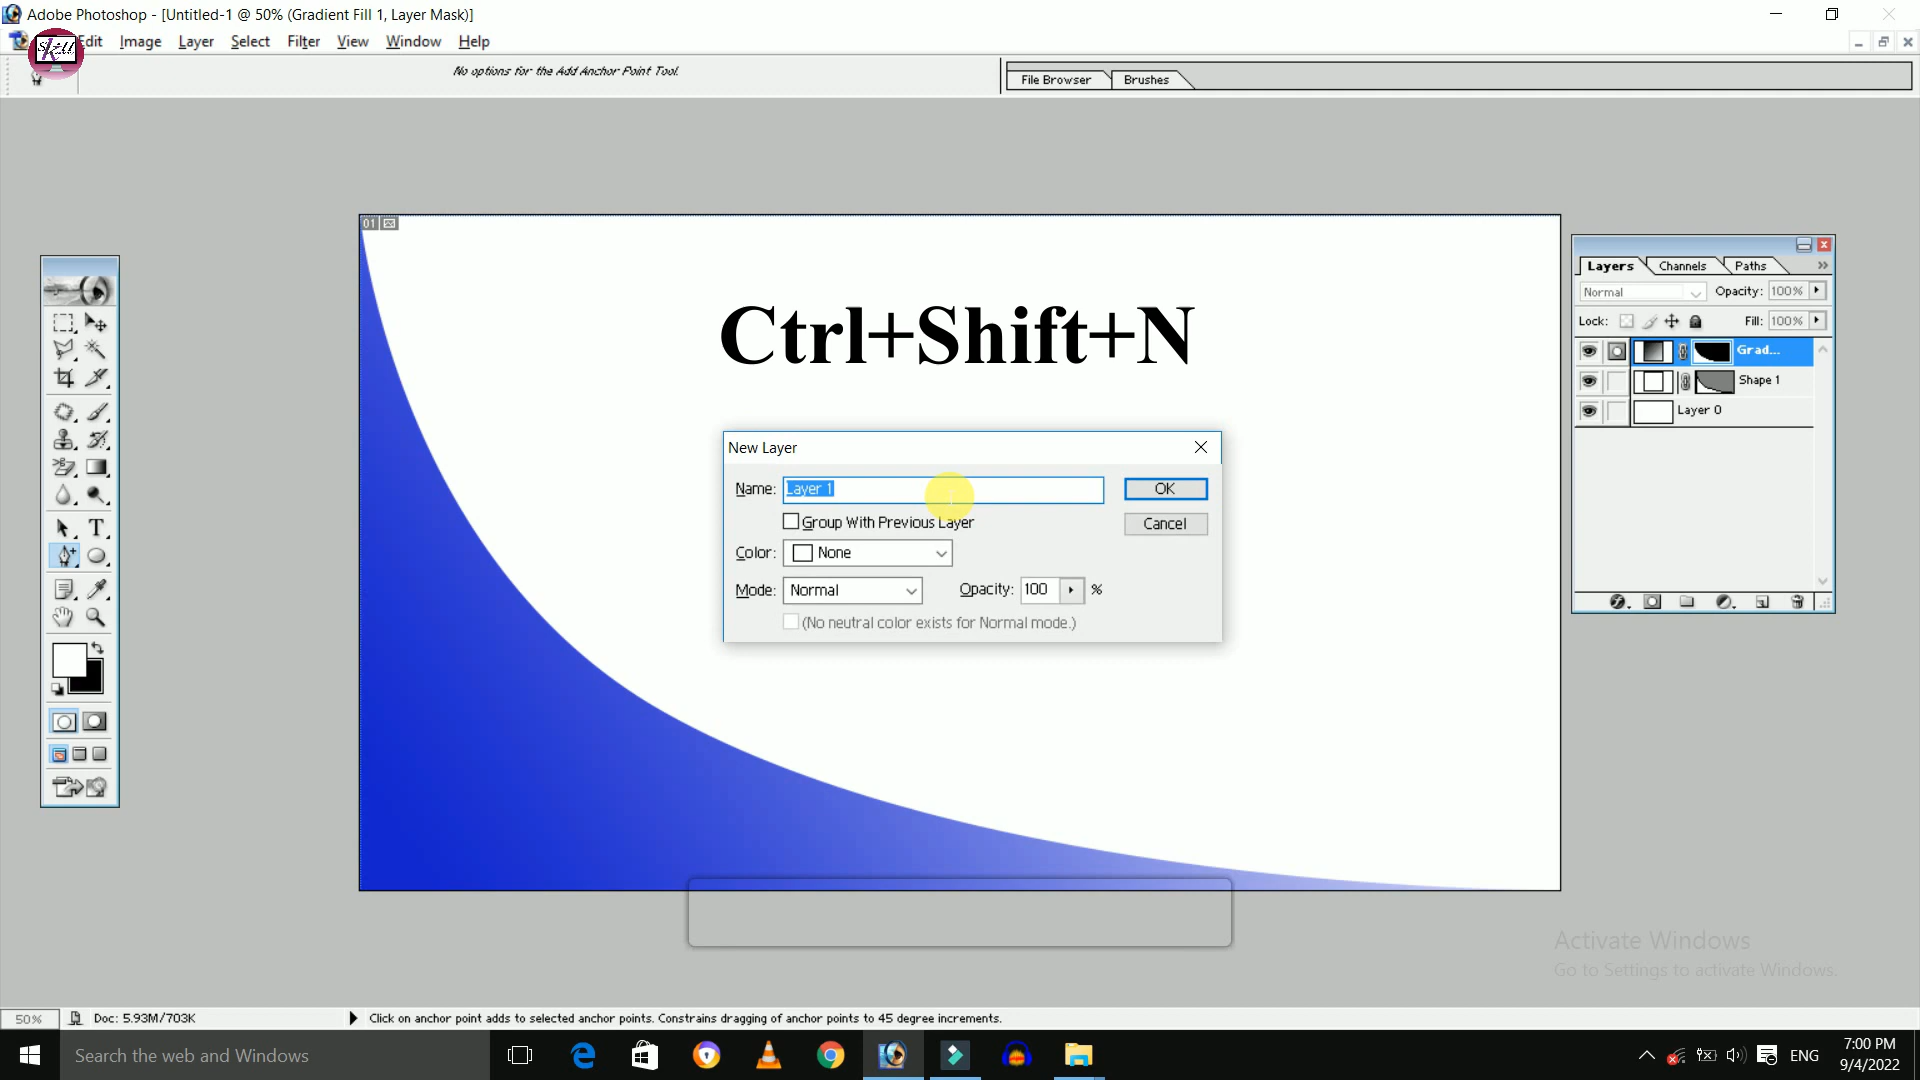 Adobe Photoshop - [Untitled-1 @ 50% (Gradient Fill 1, Layer Mask)]
Edit Image Layer Select Filter View Window Help
Skill
No options for the Add Anchor Point Tool.
File Browser Brushes
01
Ctrl+Shift+N
Layers Channels Paths
Normal Opacity: 100%
Lock: Fill: 100%
Grad...
Shape 1
Layer 0
New Layer
Name: Layer 1 OK
Group With Previous Layer Cancel
Color: None
Mode: Normal Opacity: 100 %
(No neutral color exists for Normal mode.)
T
Activate Windows
Go to Settings to activate Windows.
50% Doc: 5.93M/703K Click on anchor point adds to selected anchor points. Constrains dragging of anchor points to 45 degree increments.
Search the web and Windows
ENG
7:00 PM
9/4/2022